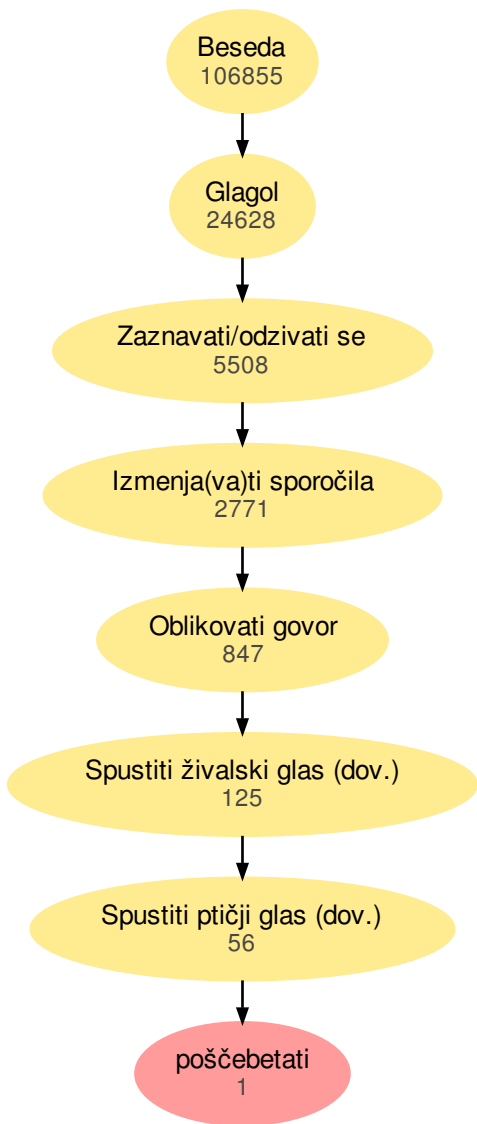 Beseda
106855
Glagol
24628
Zaznavati/odzivati se
5508
Izmenja(va)ti sporočila
2771
Oblikovati govor
847
Spustiti živalski glas (dov.)
125
Spustiti ptičji glas (dov.)
56
poščebetati
1